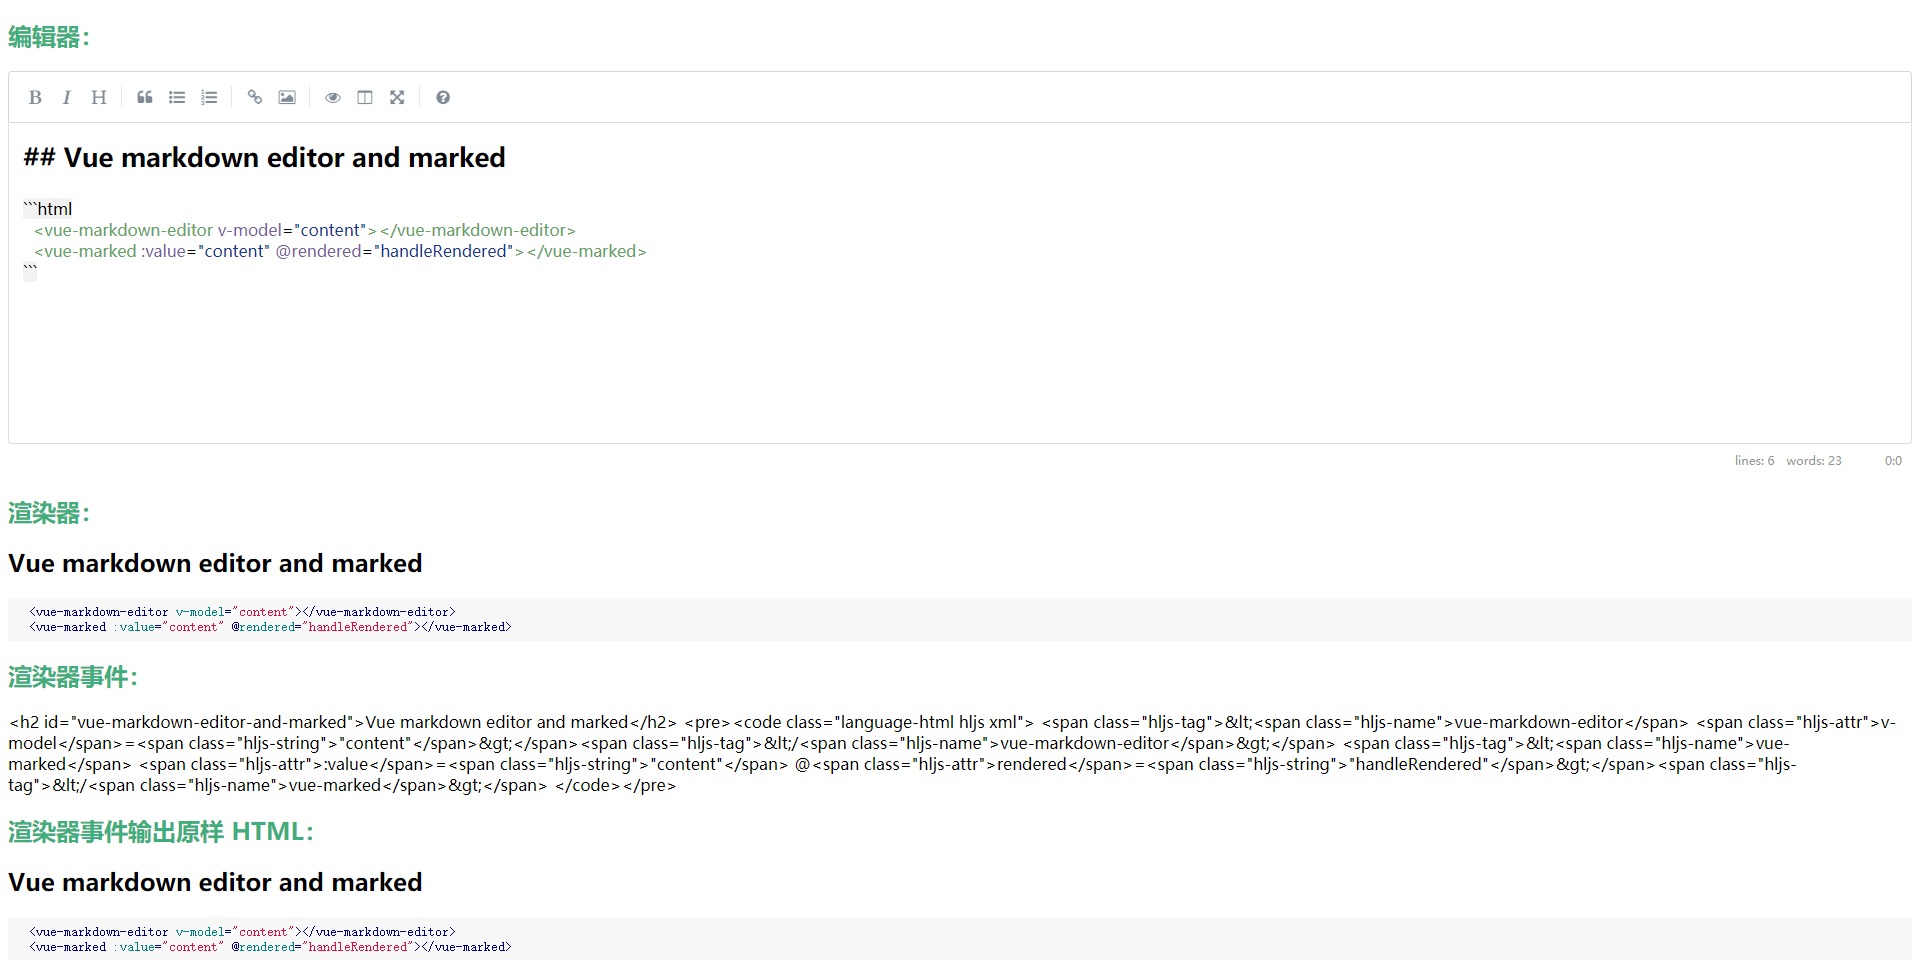 编辑器：
B I H
## Vue markdown editor and marked
```html
<vue-markdown-editor v-model="content"></vue-markdown-editor>
<vue-marked :value="content" @rendered="handleRendered"></vue-marked>
```
lines: 6 words: 23 0:0
渲染器：
Vue markdown editor and marked
<vue-markdown-editor v-model="content"></vue-markdown-editor>
<vue-marked :value="content" @rendered="handleRendered"></vue-marked>
渲染器事件：
<h2 id="vue-markdown-editor-and-marked">Vue markdown editor and marked</h2> <pre><code class="language-html hljs xml"> <span class="hljs-tag">&lt;<span class="hljs-name">vue-markdown-editor</span> <span class="hljs-attr">v-
model</span>=<span class="hljs-string">"content"</span>&gt;</span><span class="hljs-tag">&lt;/<span class="hljs-name">vue-markdown-editor</span>&gt;</span> <span class="hljs-tag">&lt;<span class="hljs-name">vue-
marked</span> <span class="hljs-attr">:value</span>=<span class="hljs-string">"content"</span> @<span class="hljs-attr">rendered</span>=<span class="hljs-string">"handleRendered"</span>&gt;</span><span class="hljs-
tag">&lt;/<span class="hljs-name">vue-marked</span>&gt;</span> </code></pre>
渲染器事件输出原样 HTML：
Vue markdown editor and marked
<vue-markdown-editor v-model="content"></vue-markdown-editor>
<vue-marked :value="content" @rendered="handleRendered"></vue-marked>